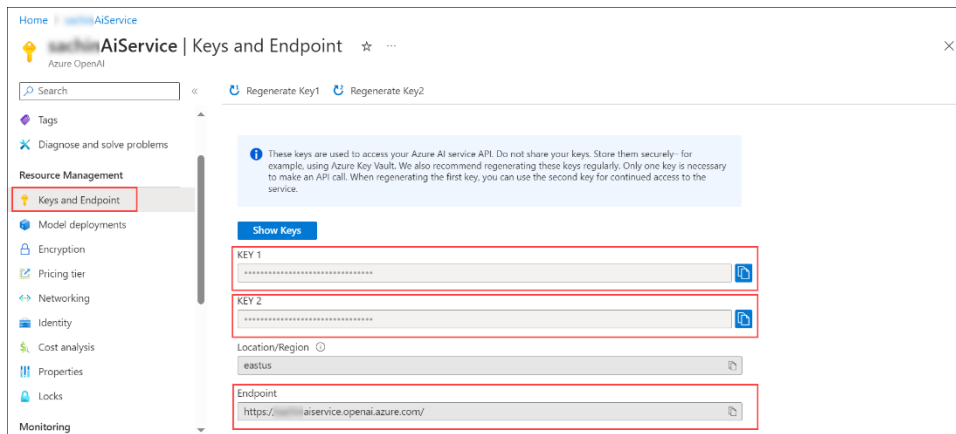 Home AiService
AiService | Keys and Endpoint
Azure OpenAI
Search
Regenerate Key1 Regenerate Key2
Tags
Diagnose and solve problems
Resource Management
Keys and Endpoint
Model deployments
Encryption
Pricing tier
Networking
Identity
Cost analysis
Properties
Locks
Monitoring
These keys are used to access your Azure AI service API. Do not share your keys. Store them securely– for
example, using Azure Key Vault. We also recommend regenerating these keys regularly. Only one key is necessary
to make an API call. When regenerating the first key, you can use the second key for continued access to the
service.
Show Keys
KEY 1
KEY 2
Location/Region
eastus
Endpoint
https:/ aiservice.openai.azure.com/